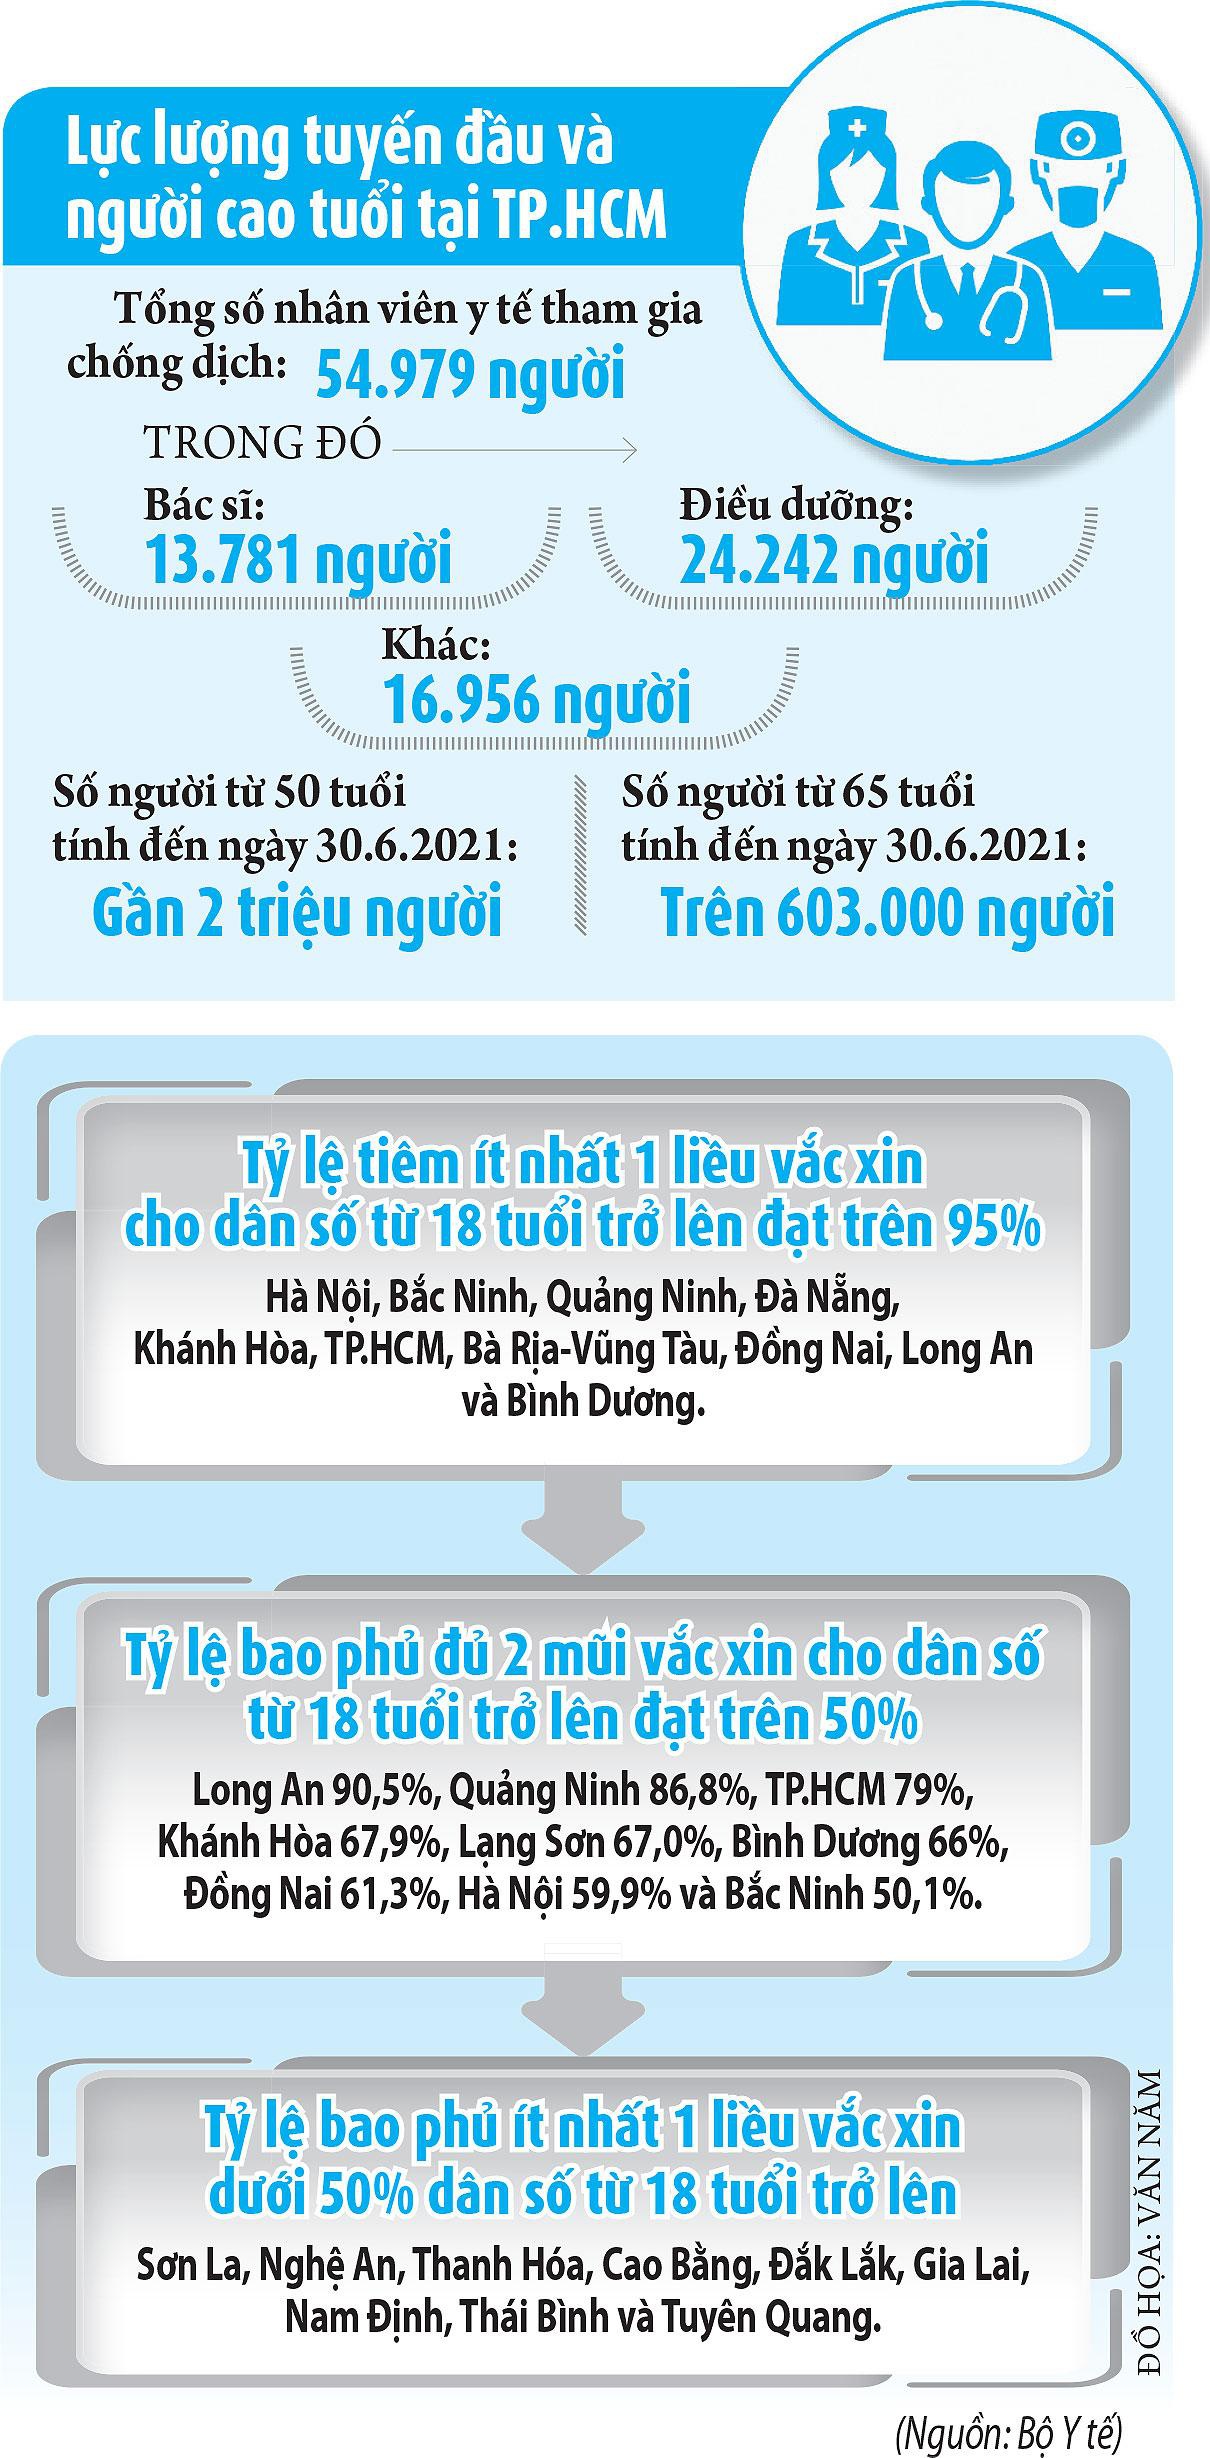 Lực lượng tuyến đầu và
người cao tuổi tại TP.HCM
Tổng số nhân viên y tế tham gia
chống dịch: 54.979 người
TRONG ĐÓ
Bác sĩ:
13.781 người
Điều dưỡng:
24.242 người
Khác:
16.956 người
Số người từ 50 tuổi
tính đến ngày 30.6.2021:
Gần 2 triệu người
Số người từ 65 tuổi
tính đến ngày 30.6.2021:
Trên 603.000 người
Tỷ lệ tiêm ít nhất 1 liều vắc xin
cho dân số từ 18 tuổi trở lên đạt trên 95%
Hà Nội, Bắc Ninh, Quảng Ninh, Đà Nẵng,
Khánh Hòa, TP.HCM, Bà Rịa-Vũng Tàu, Đồng Nai, Long An
và Bình Dương.
Tỷ lệ bao phủ đủ 2 mũi vắc xin cho dân số
từ 18 tuổi trở lên đạt trên 50%
Long An 90,5%, Quảng Ninh 86,8%, TP.HCM 79%,
Khánh Hòa 67,9%, Lạng Sơn 67,0%, Bình Dương 66%,
Đồng Nai 61,3%, Hà Nội 59,9% và Bắc Ninh 50,1%.
Tỷ lệ bao phủ ít nhất 1 liều vắc xin
dưới 50% dân số từ 18 tuổi trở lên
Sơn La, Nghệ An, Thanh Hóa, Cao Bằng, Đắk Lắk, Gia Lai,
Nam Định, Thái Bình và Tuyên Quang.
ĐỒ HỌA: VĂN NĂM
(Nguồn: Bộ Y tế)